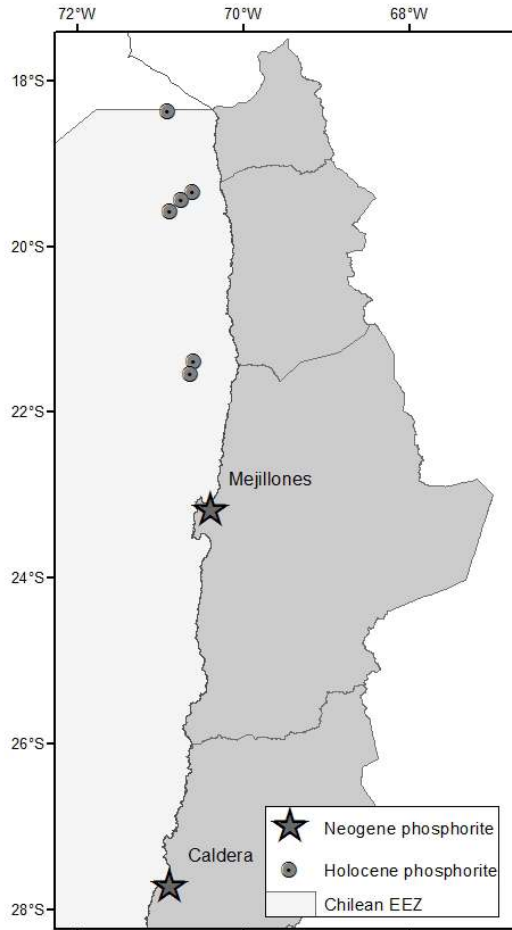 72°W 70°W 68°W
18°S
20°S
22°S
Mejillones
24°S
26°S
Neogene phosphorite
Caldera
Holocene phosphorite
Chilean EEZ
28°S